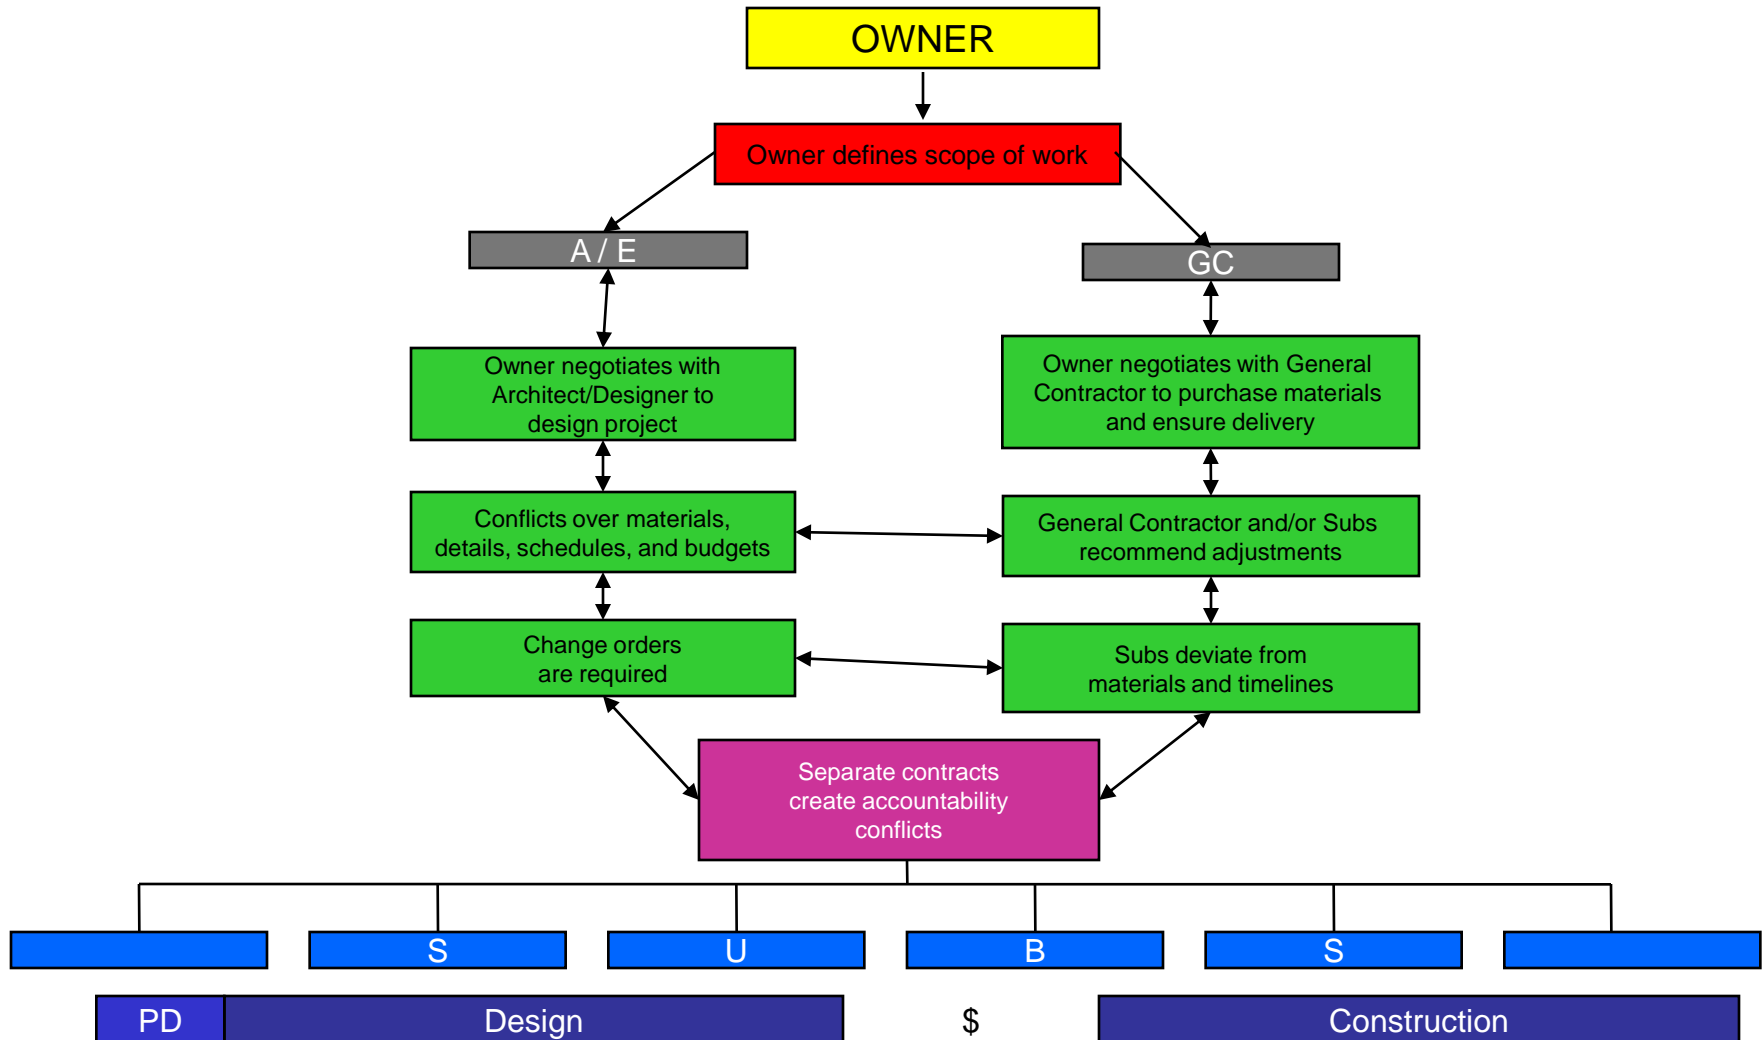 OWNER
Owner defines scope of work
A / E
GC
Owner negotiates with
Architect/Designer to
design project
Owner negotiates with General
Contractor to purchase materials
and ensure delivery
Conflicts over materials,
details, schedules, and budgets
General Contractor and/or Subs
recommend adjustments
Change orders
are required
Subs deviate from
materials and timelines
Separate contracts
create accountability
conflicts
S U B S
PD Design $ Construction